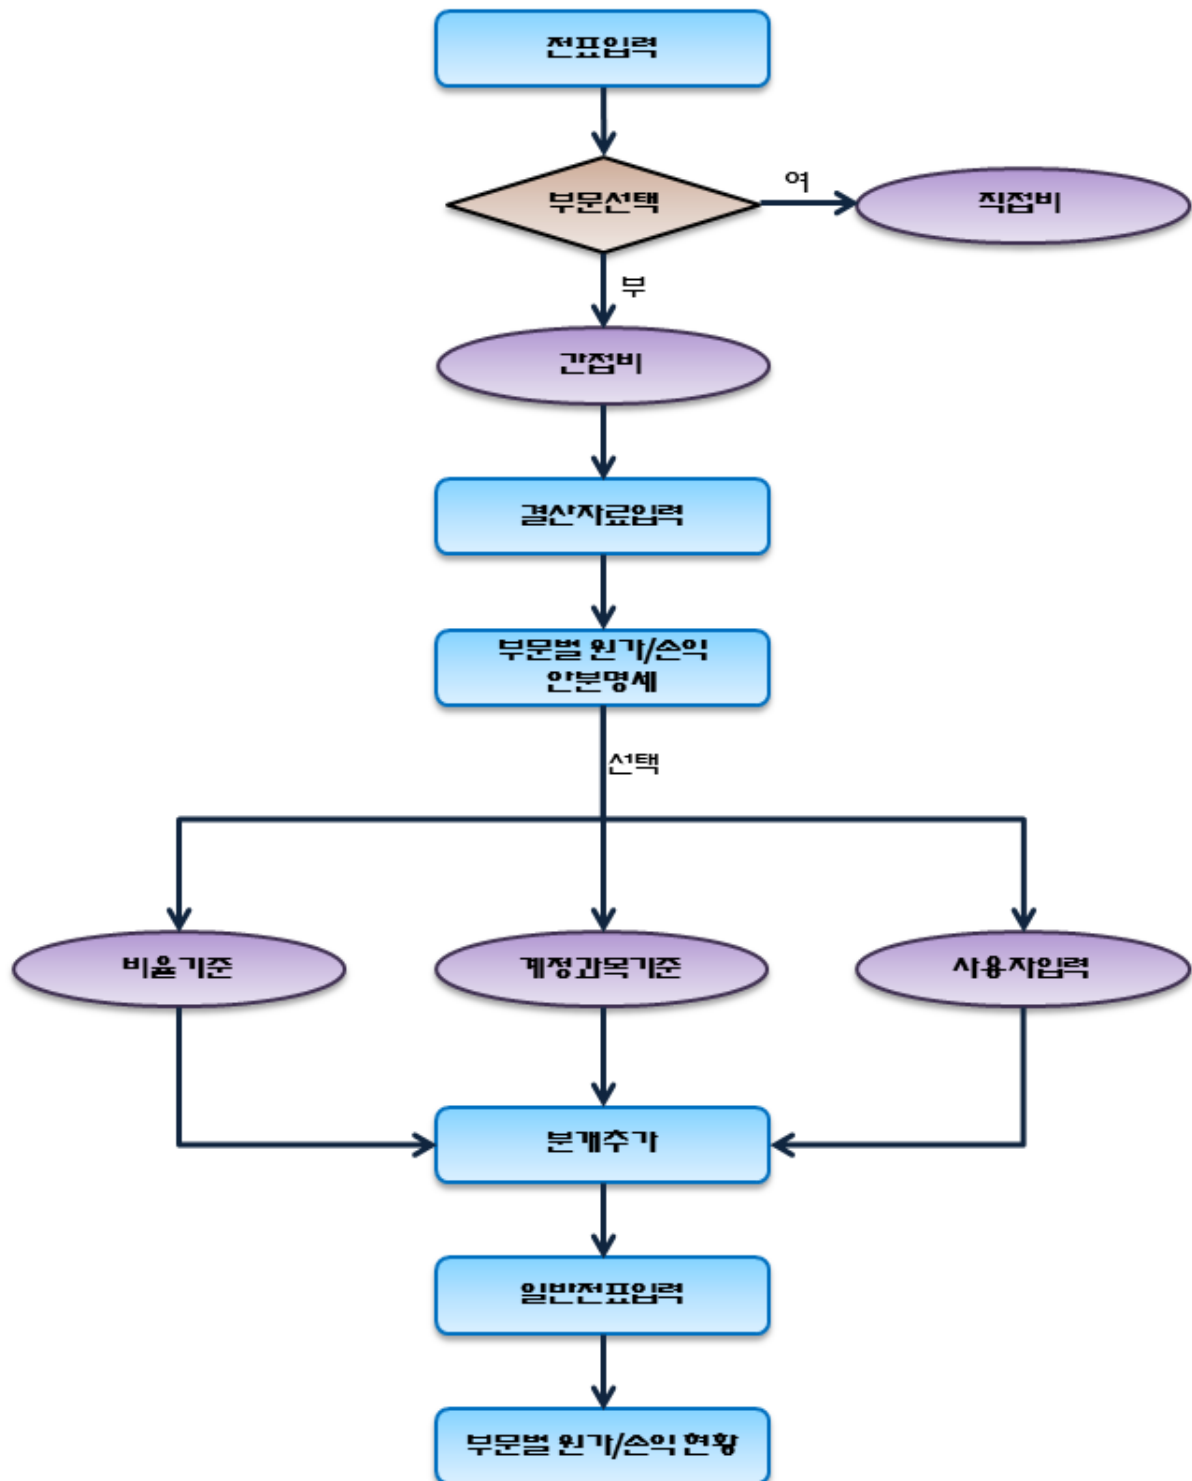 전표입력
부문선택
여
직접비
부
간접비
결산자료입력
부문별 원가/손익
안분명세
선택
비율기준
계정과목기준
사용자입력
분개추가
일반전표입력
부문별 원가/손익 현황